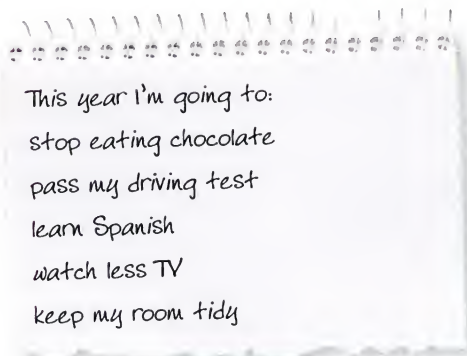 This year I'm going to:
stop eating chocolate
pass my driving test
learn Spanish
watch less TV
keep my room tidy